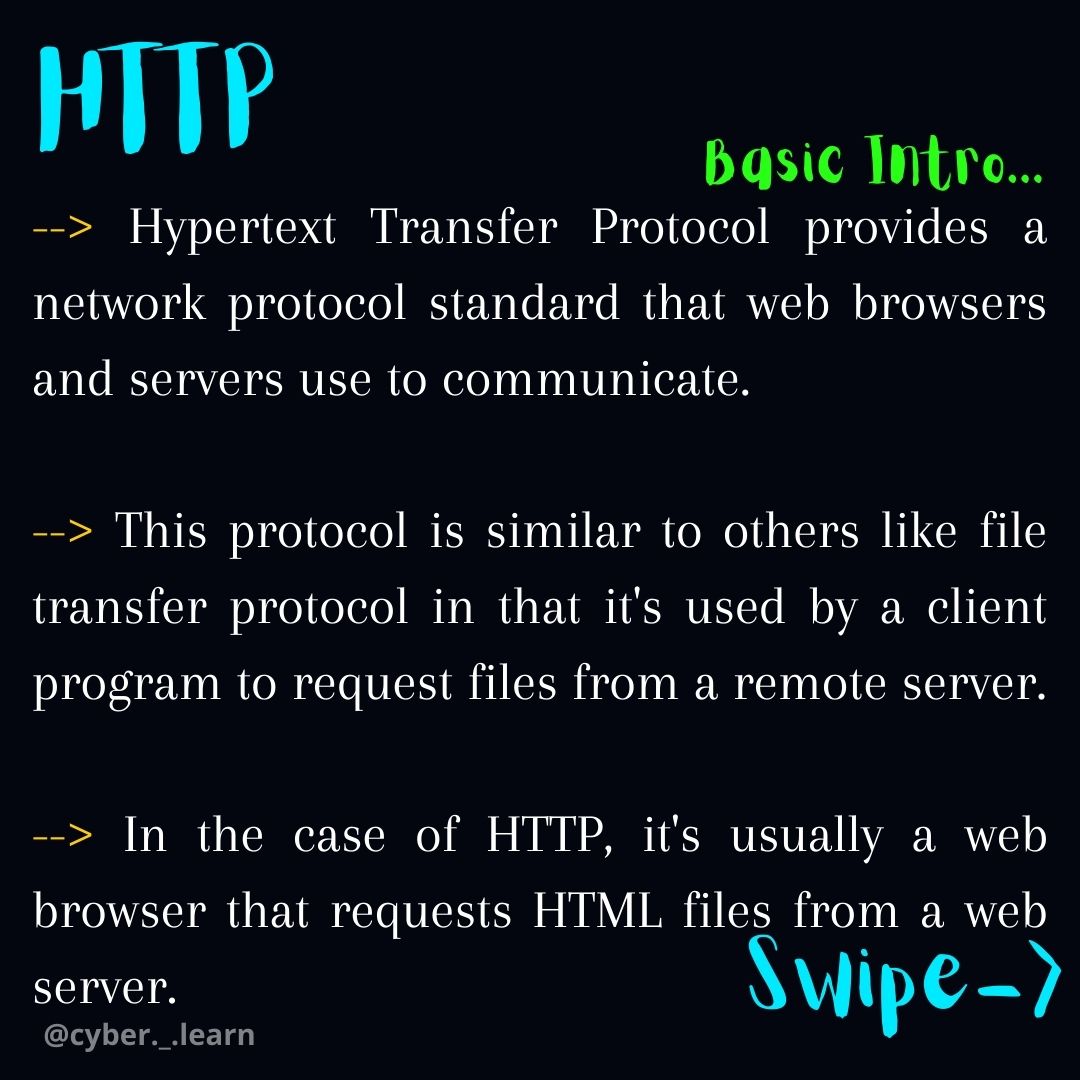 HTTP
Basic Intro...
--> Hypertext Transfer Protocol provides a
network protocol standard that web browsers
and servers use to communicate.
--> This protocol is similar to others like file
transfer protocol in that it's used by a client
program to request files from a remote server.
--> In the case of HTTP, it's usually a web
browser that requests HTML files from a web
server.
Swipe->
@cyber._.learn